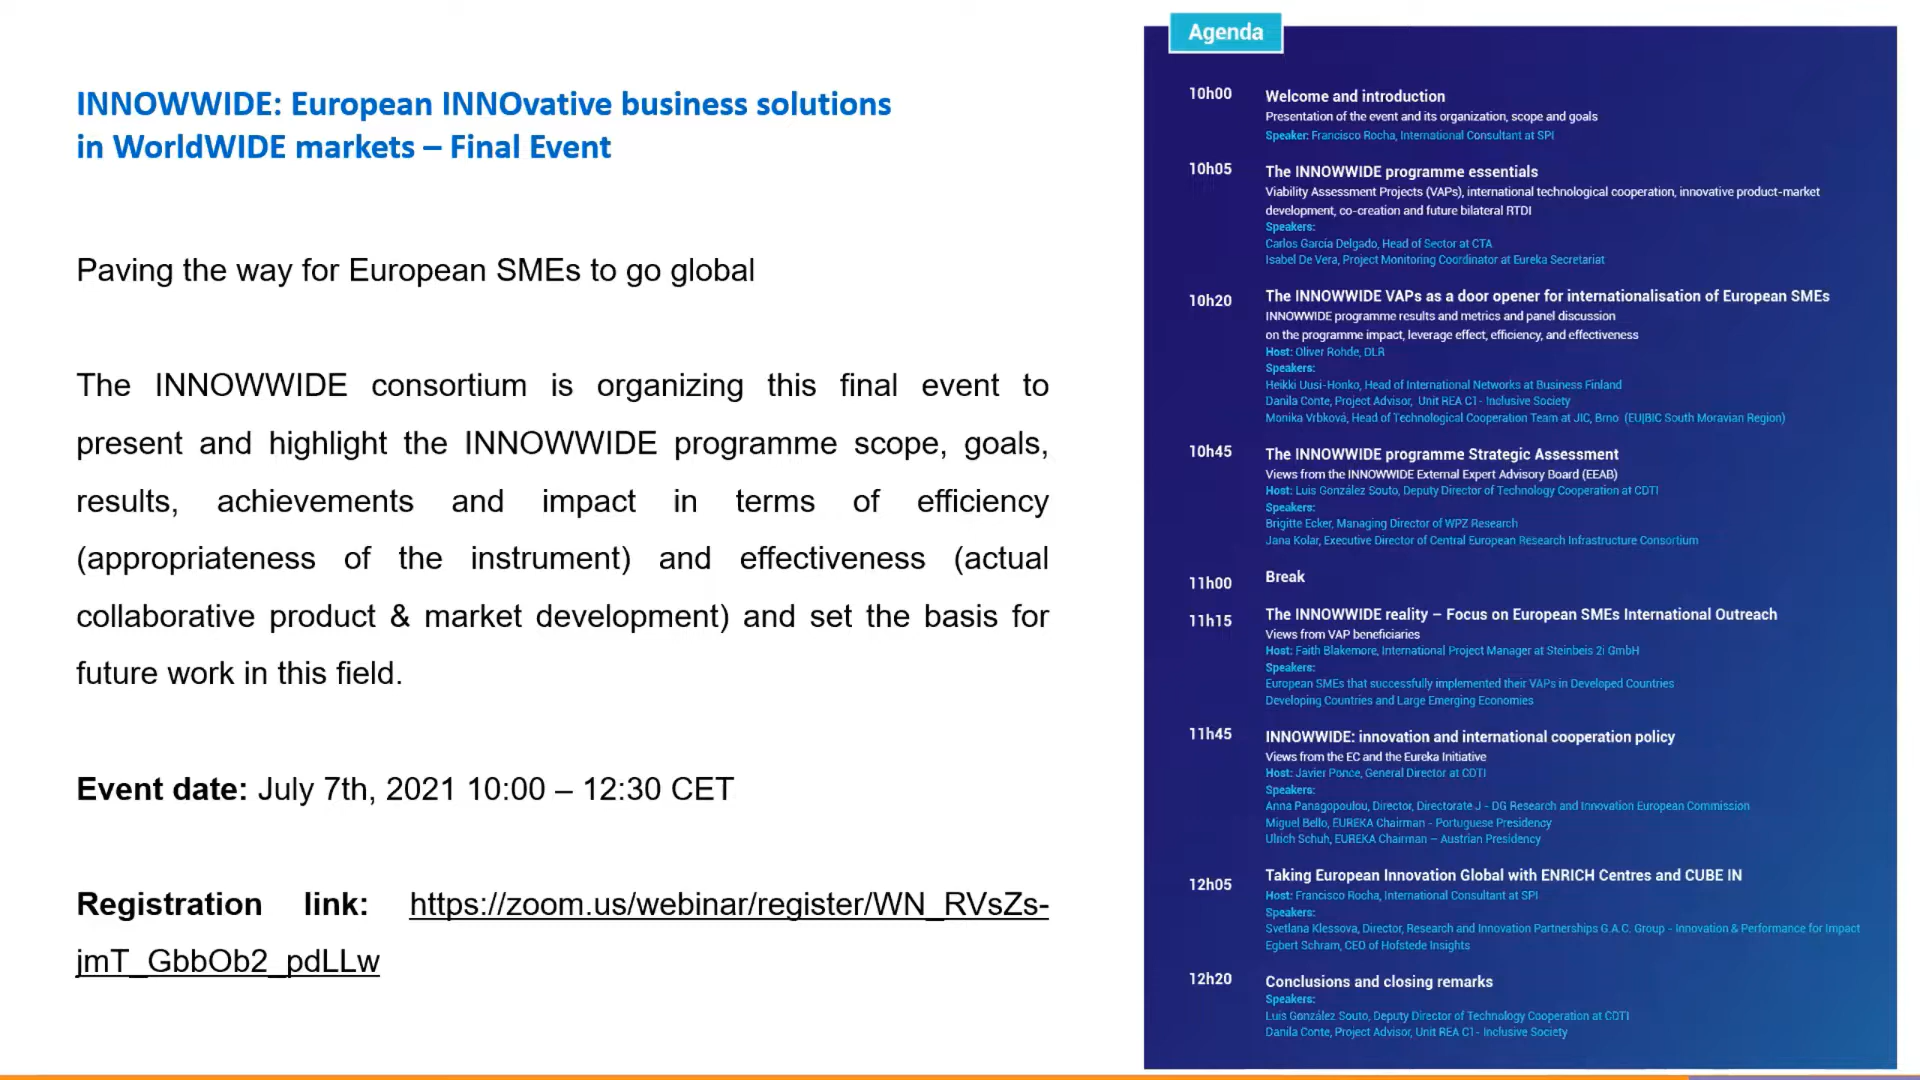 INNOWWIDE: European INNOvative business solutions
in WorldWIDE markets – Final Event
Paving the way for European SMEs to go global
The INNOWWIDE consortium is organizing this final event to
present and highlight the INNOWWIDE programme scope, goals,
results, achievements and impact in terms of efficiency
(appropriateness of the instrument) and effectiveness (actual
collaborative product & market development) and set the basis for
future work in this field.
Event date: July 7th, 2021 10:00 – 12:30 CET
Registration link: https://zoom.us/webinar/register/WN_RVsZs-
jmT_GbbOb2_pdLLw
Agenda
10h00 Welcome and introduction
Presentation of the event and its organization, scope and goals
Speaker: Francisco Rocha, International Consultant at SPI
10h05 The INNOWWIDE programme essentials
Viability Assessment Projects (VAPs), international technological cooperation, innovative product-market
development, co-creation and future bilateral RTDI
Speakers:
Carlos García Delgado, Head of Sector at CTA
Isabel De Vera, Project Monitoring Coordinator at Eureka Secretariat
10h20 The INNOWWIDE VAPs as a door opener for internationalisation of European SMEs
INNOWWIDE programme results and metrics and panel discussion
on the programme impact, leverage effect, efficiency, and effectiveness
Host: Oliver Rohde, DLR
Speakers:
Heikki Uusi-Honko, Head of International Networks at Business Finland
Danila Conte, Project Advisor, Unit REA C1- Inclusive Society
Monika Vrbková, Head of Technological Cooperation Team at JIC, Brno (EU|BIC South Moravian Region)
10h45 The INNOWWIDE programme Strategic Assessment
Views from the INNOWWIDE External Expert Advisory Board (EEAB)
Host: Luis González Souto, Deputy Director of Technology Cooperation at CDTI
Speakers:
Brigitte Ecker, Managing Director of WPZ Research
Jana Kolar, Executive Director of Central European Research Infrastructure Consortium
11h00 Break
11h15 The INNOWWIDE reality – Focus on European SMEs International Outreach
Views from VAP beneficiaries
Host: Faith Blakemore, International Project Manager at Steinbeis 2i GmbH
Speakers:
European SMEs that successfully implemented their VAPs in Developed Countries
Developing Countries and Large Emerging Economies
11h45 INNOWWIDE: innovation and international cooperation policy
Views from the EC and the Eureka Initiative
Host: Javier Ponce, General Director at CDTI
Speakers:
Anna Panagopoulou, Director, Directorate J - DG Research and Innovation European Commission
Miguel Bello, EUREKA Chairman - Portuguese Presidency
Ulrich Schuh, EUREKA Chairman – Austrian Presidency
12h05 Taking European Innovation Global with ENRICH Centres and CUBE IN
Host: Francisco Rocha, International Consultant at SPI
Speakers:
Svetlana Klessova, Director, Research and Innovation Partnerships G.A.C. Group - Innovation & Performance for Impact
Egbert Schram, CEO of Hofstede Insights
12h20 Conclusions and closing remarks
Speakers:
Luis González Souto, Deputy Director of Technology Cooperation at CDTI
Danila Conte, Project Advisor, Unit REA C1- Inclusive Society